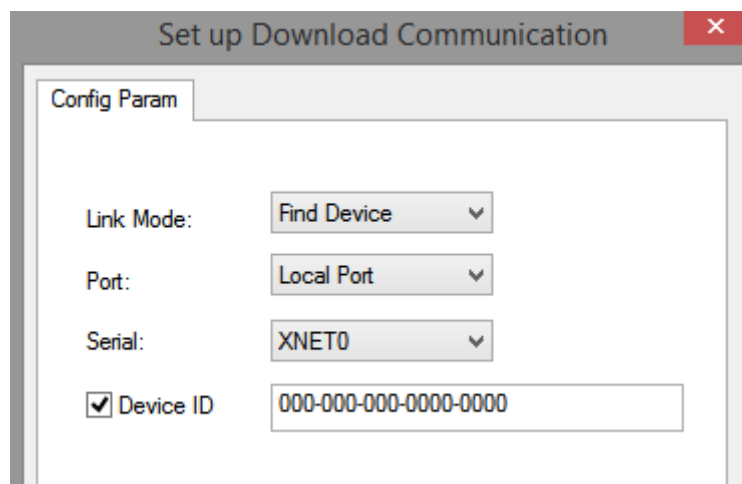 Set up Download Communication
Config Param
Link Mode: Find Device
Port: Local Port
Serial: XNET0
Device ID 000-000-000-0000-0000